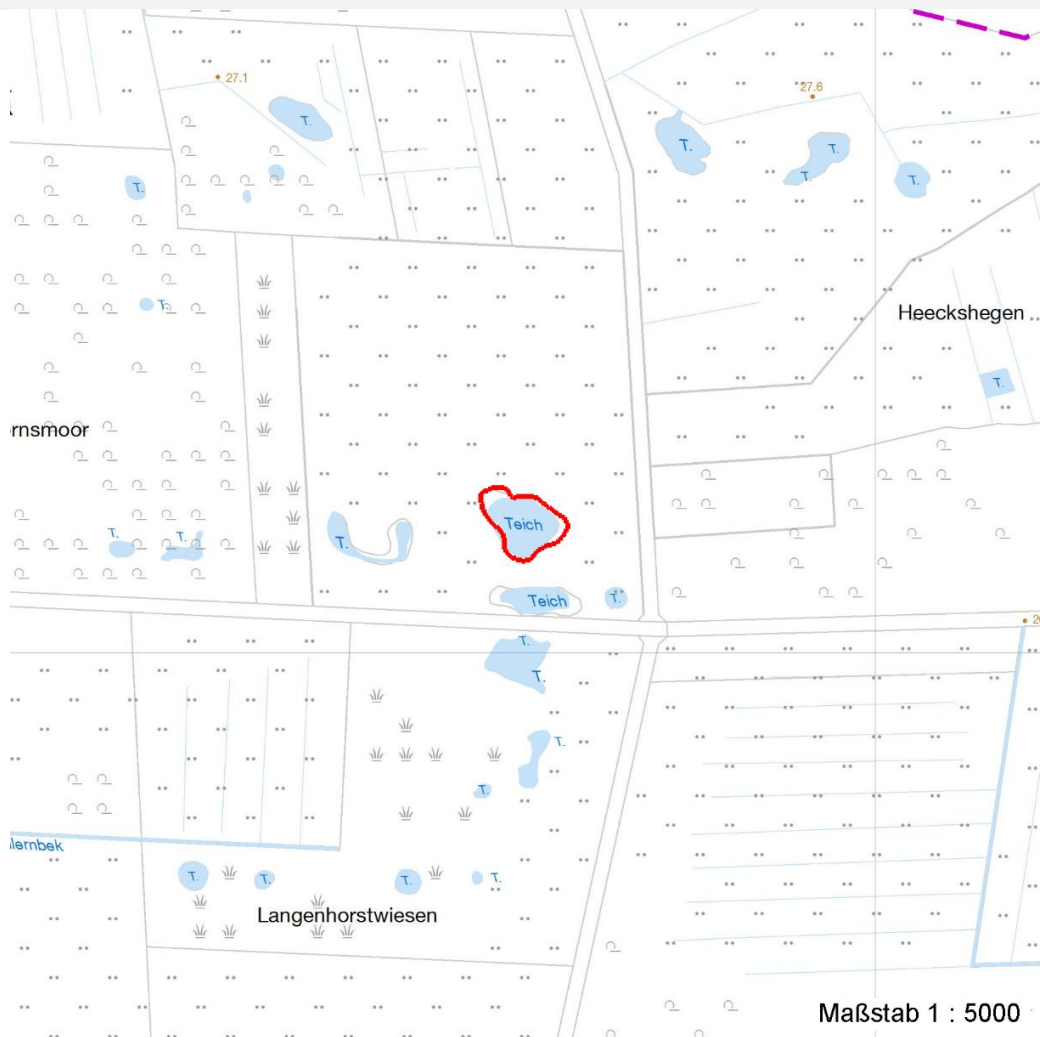 27.1
T.
27.6
T.
T.
T.
T.
T.
T.
Heeckshegen
T.
rnsmoor
Teich
T.
T.
T.
Teich
T.
T.
T.
T.
T.
lernbek
T.
T.
T.
T.
Langenhorstwiesen
Maßstab 1 : 5000